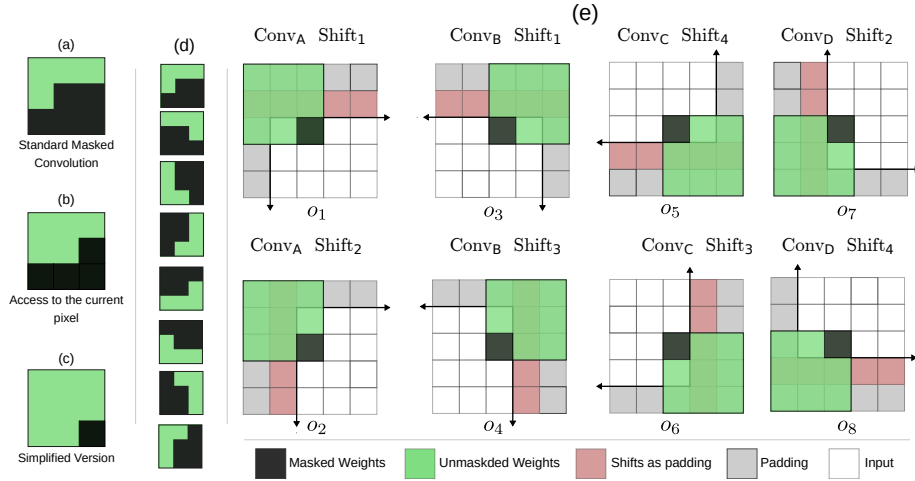 (e)
(a)
(d)
Conv_A Shift_1
Conv_B Shift_1
Conv_C Shift_4
Conv_D Shift_2
Standard Masked
Convolution
(b)
o_1
o_3
o_5
o_7
Conv_A Shift_2
Conv_B Shift_3
Conv_C Shift_3
Conv_D Shift_4
Access to the current
pixel
(c)
o_2
o_4
o_6
o_8
Simplified Version
Masked Weights
Unmaskded Weights
Shifts as padding
Padding
Input